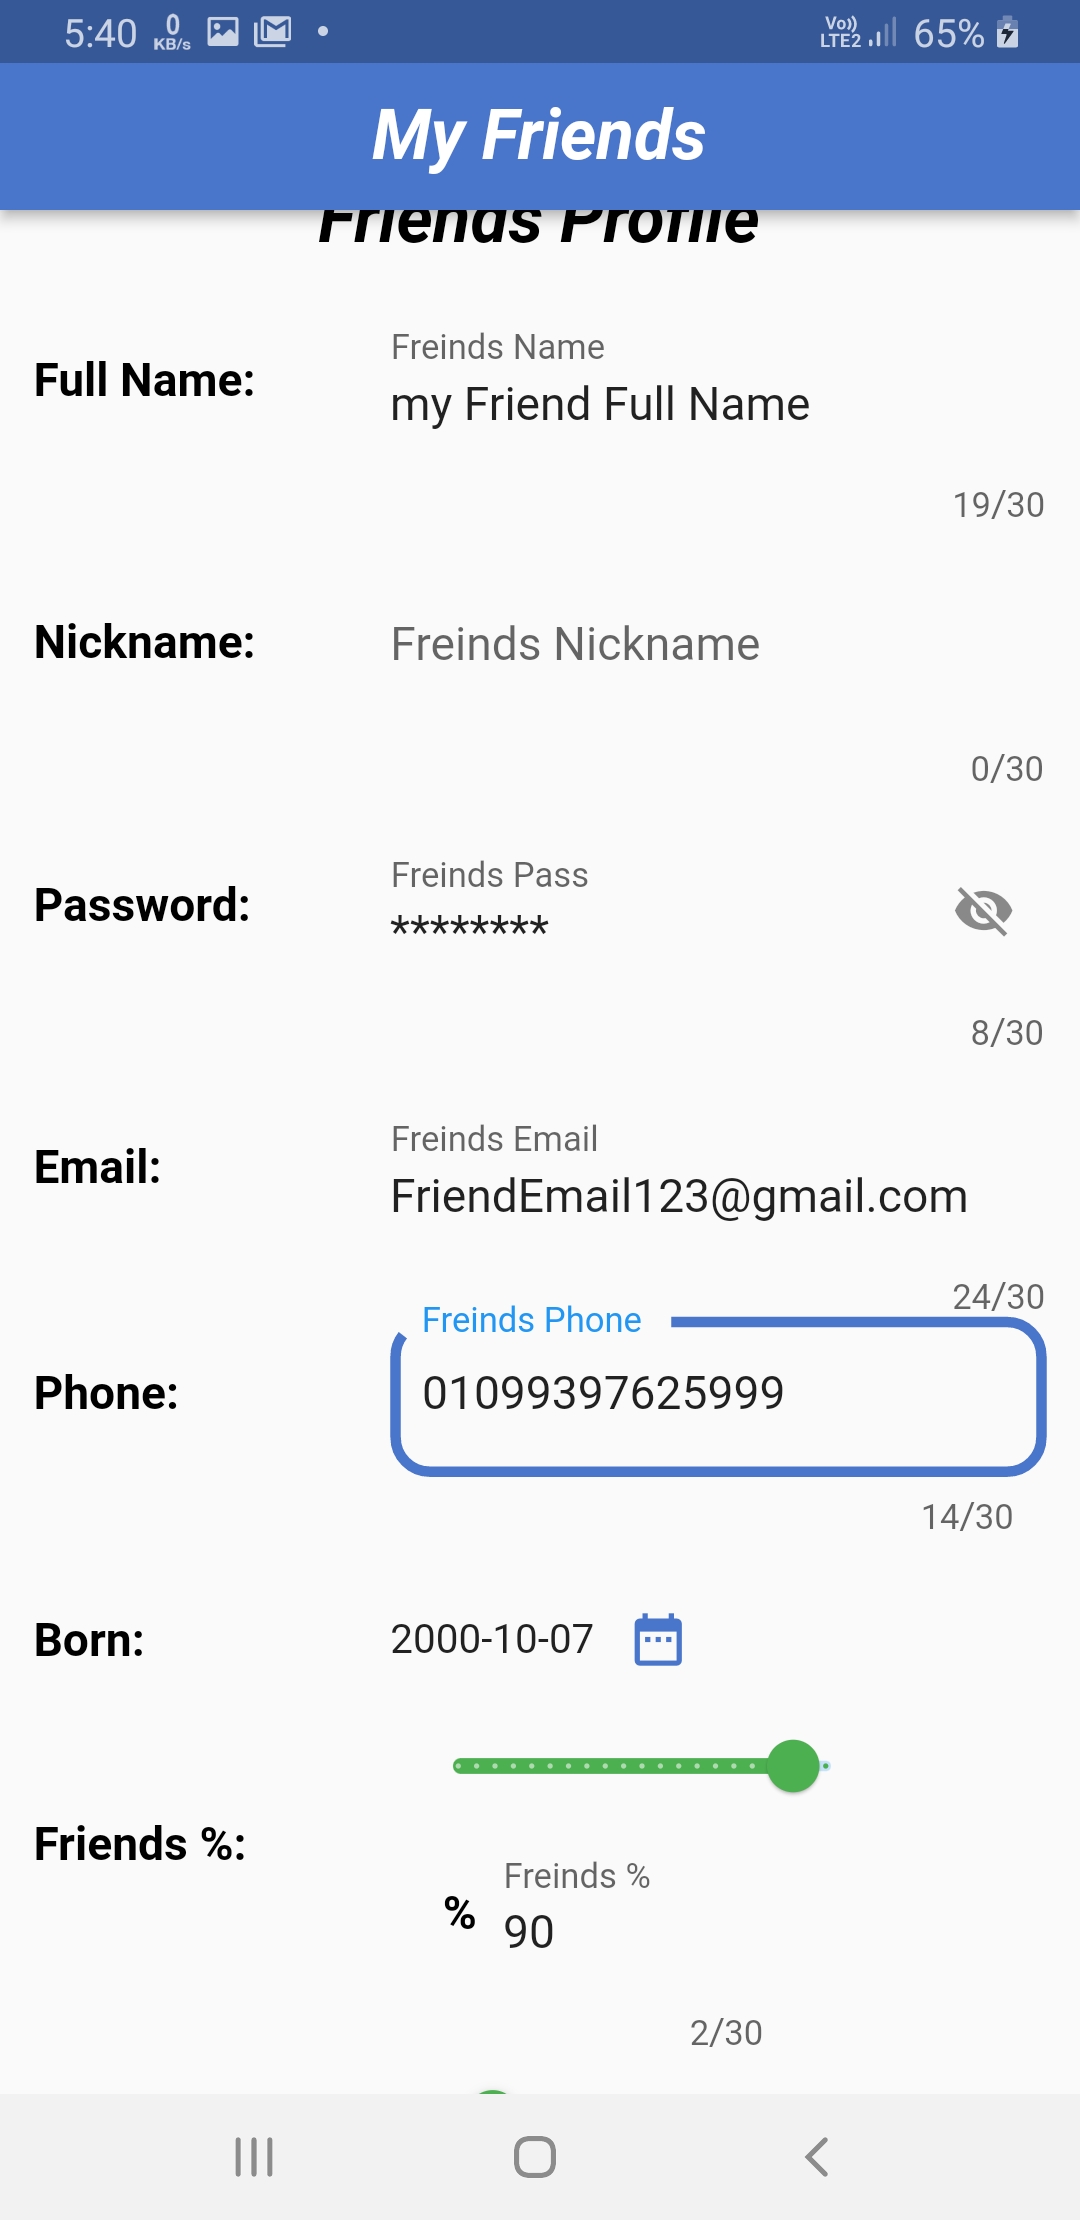 5:40 0 KB/s Vo)) LTE2 65%
My Friends
Friends Profile
Freinds Name
Full Name: my Friend Full Name
19/30
Nickname: Freinds Nickname
0/30
Freinds Pass
Password: ********
8/30
Freinds Email
Email: FriendEmail123@gmail.com
24/30
Freinds Phone
Phone: 01099397625999
14/30
Born: 2000-10-07
Friends %:
Freinds %
% 90
2/30